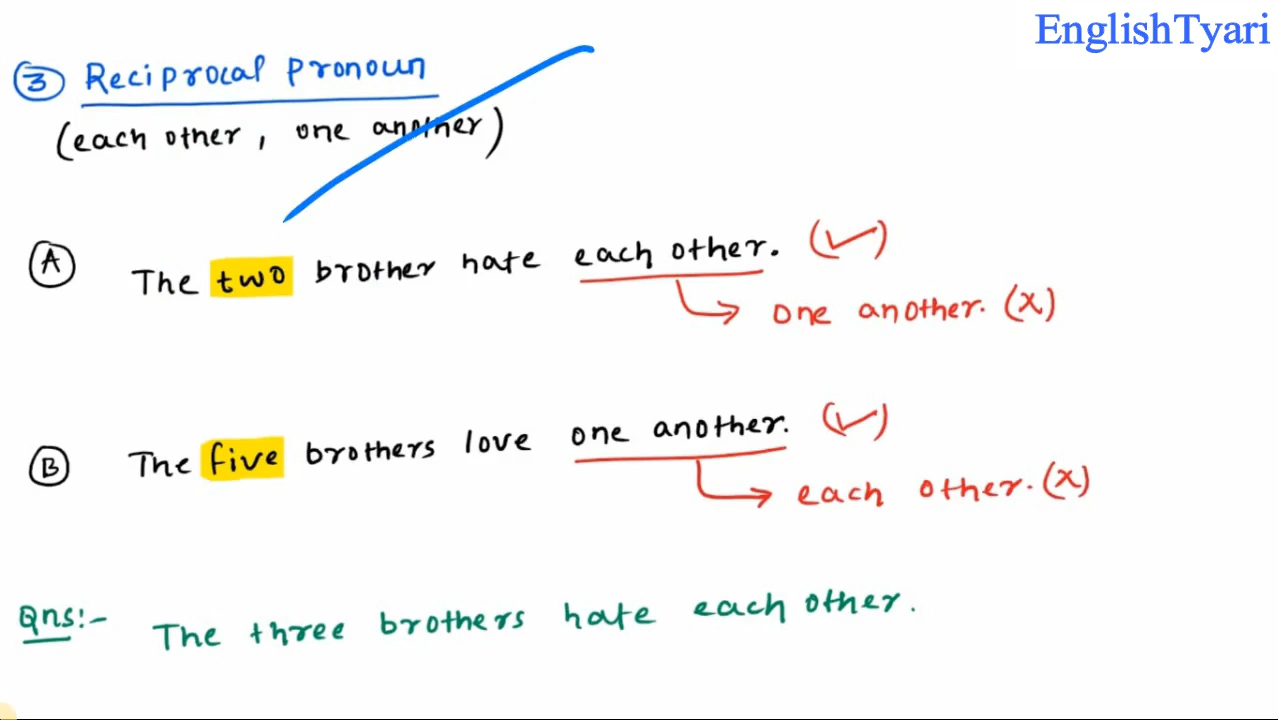 EnglishTyari
③ Reciprocal pronoun
(each other, one another)
Ⓐ The two brother hate each other. (✓)
→ one another. (x)
Ⓑ The five brothers love one another. (✓)
→ each other. (x)
Qns:- The three brothers hate each other.